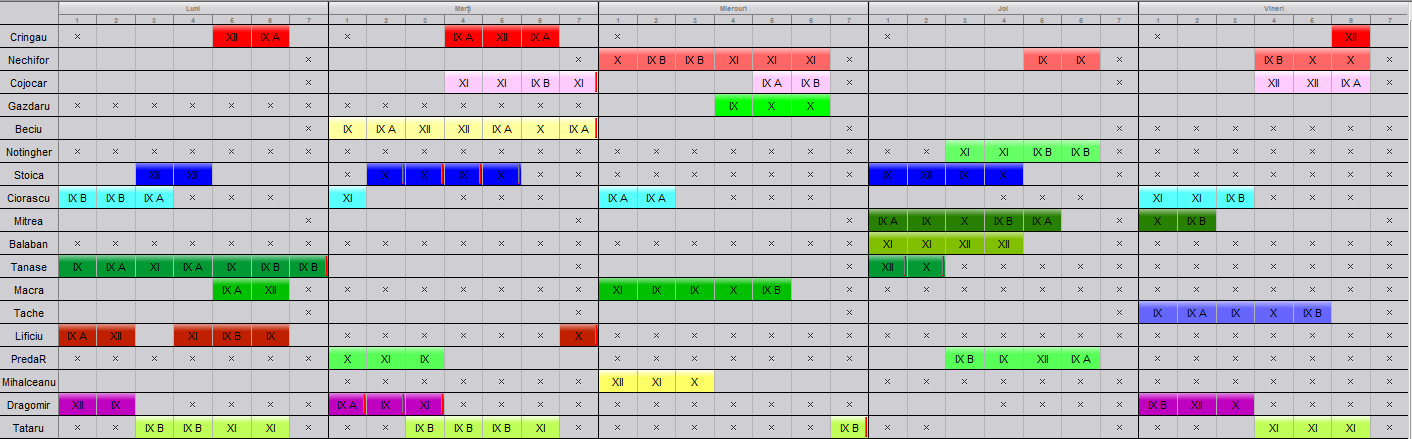 Luni Marţi Miercuri Joi Vineri
1 2 3 4 5 6 7 1 2 3 4 5 6 7 1 2 3 4 5 6 7 1 2 3 4 5 6 7 1 2 3 4 5 6 7
Cringau × XII IX A × IX A XII IX A × × × XII
Nechifor × × X IX B IX B XI XI XI × IX IX × IX B X X ×
Cojocar × XI XI IX B XI IX A IX B × × XII XII IX A ×
Gazdaru × × × × × × × × × × × × × × IX X X
Beciu × IX IX A XII XII IX A X IX A × × ×
Notingher × × × × × × × × × × × × × × × × × × × × × × × XI XI IX B IX B × × × × × × × ×
Stoica × × XII XII × × × × X X IX X × × × × × × × × × IX XII IX X × × × × × × × × × ×
Ciorascu IX B IX B IX A × × × × XI × × × × × × IX A IX A × × × × × × × × × × × × XI XI IX B × × × ×
Mitrea × × × IX A IX X IX B IX A × X IX B ×
Balaban × × × × × × × × × × × × × × × × × × × × × XI XI XII XII × × × × × × × × × ×
Tanase IX IX A XI IX A IX IX B IX B × × XII X × × × × × × × × × × × ×
Macra IX A XII × × XI IX IX X IX B × × × × × × × × × × × × × × × ×
Tache × × × × IX IX A IX X IX B ×
Lificiu IX A XII XI IX B IX × × × × × × × X × × × × × × × × × × × × × × × × × × × × ×
PredaR × × × × × × × X XI IX × × × × × × × × × × × × × IX B IX XII IX A × × × × × × × ×
Mihalceanu × × × × × × × × × × × × × × XII XI X × × × × × × × × × × × × × × × × × ×
Dragomir XII IX × × × × × IX A IX XI × × × × × × × × × × × × × × × × × × IX B XII X × × × ×
Tataru × × IX B IX B XI XI × × × IX B IX B IX B XI × × × × × × × IX B × × × × × × × × × × XI XI XI ×